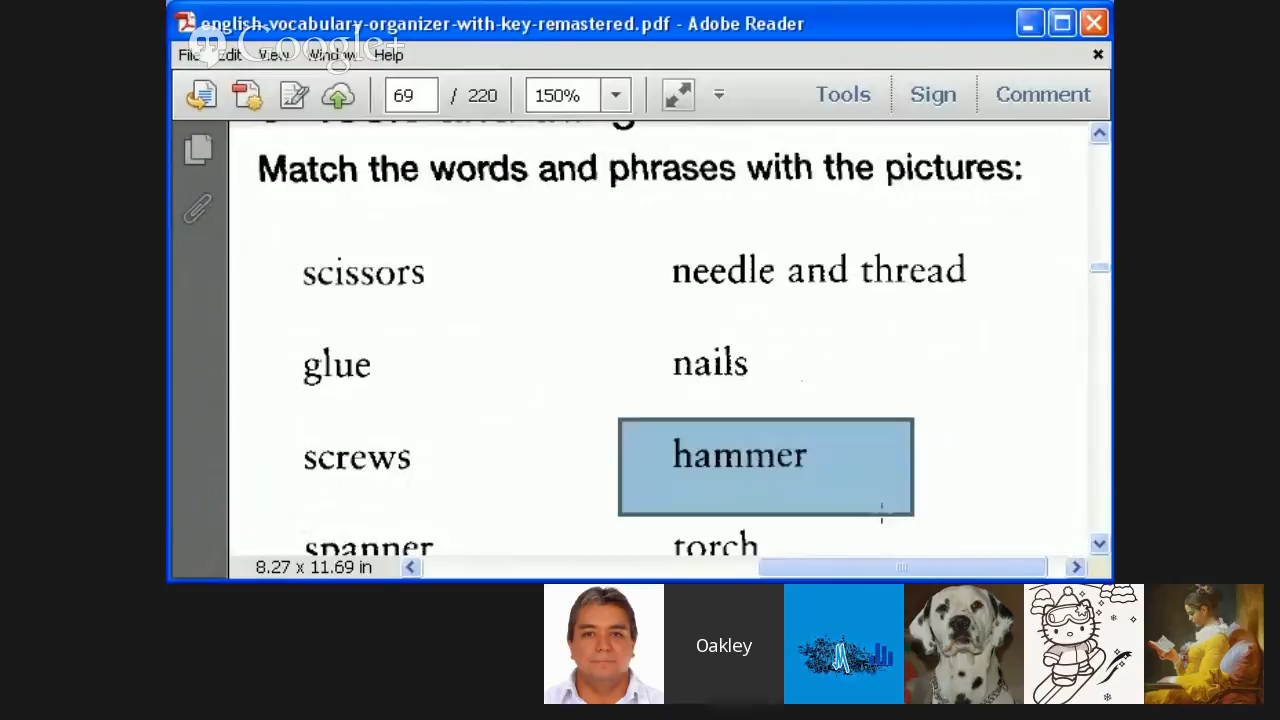 english-vocabulary-organizer-with-key-remastered.pdf - Adobe Reader
Google+
File Edit View Window Help
69 / 220 150% Tools Sign Comment
Match the words and phrases with the pictures:
scissors needle and thread
glue nails
screws hammer
spanner torch
8.27 x 11.69 in
Oakley